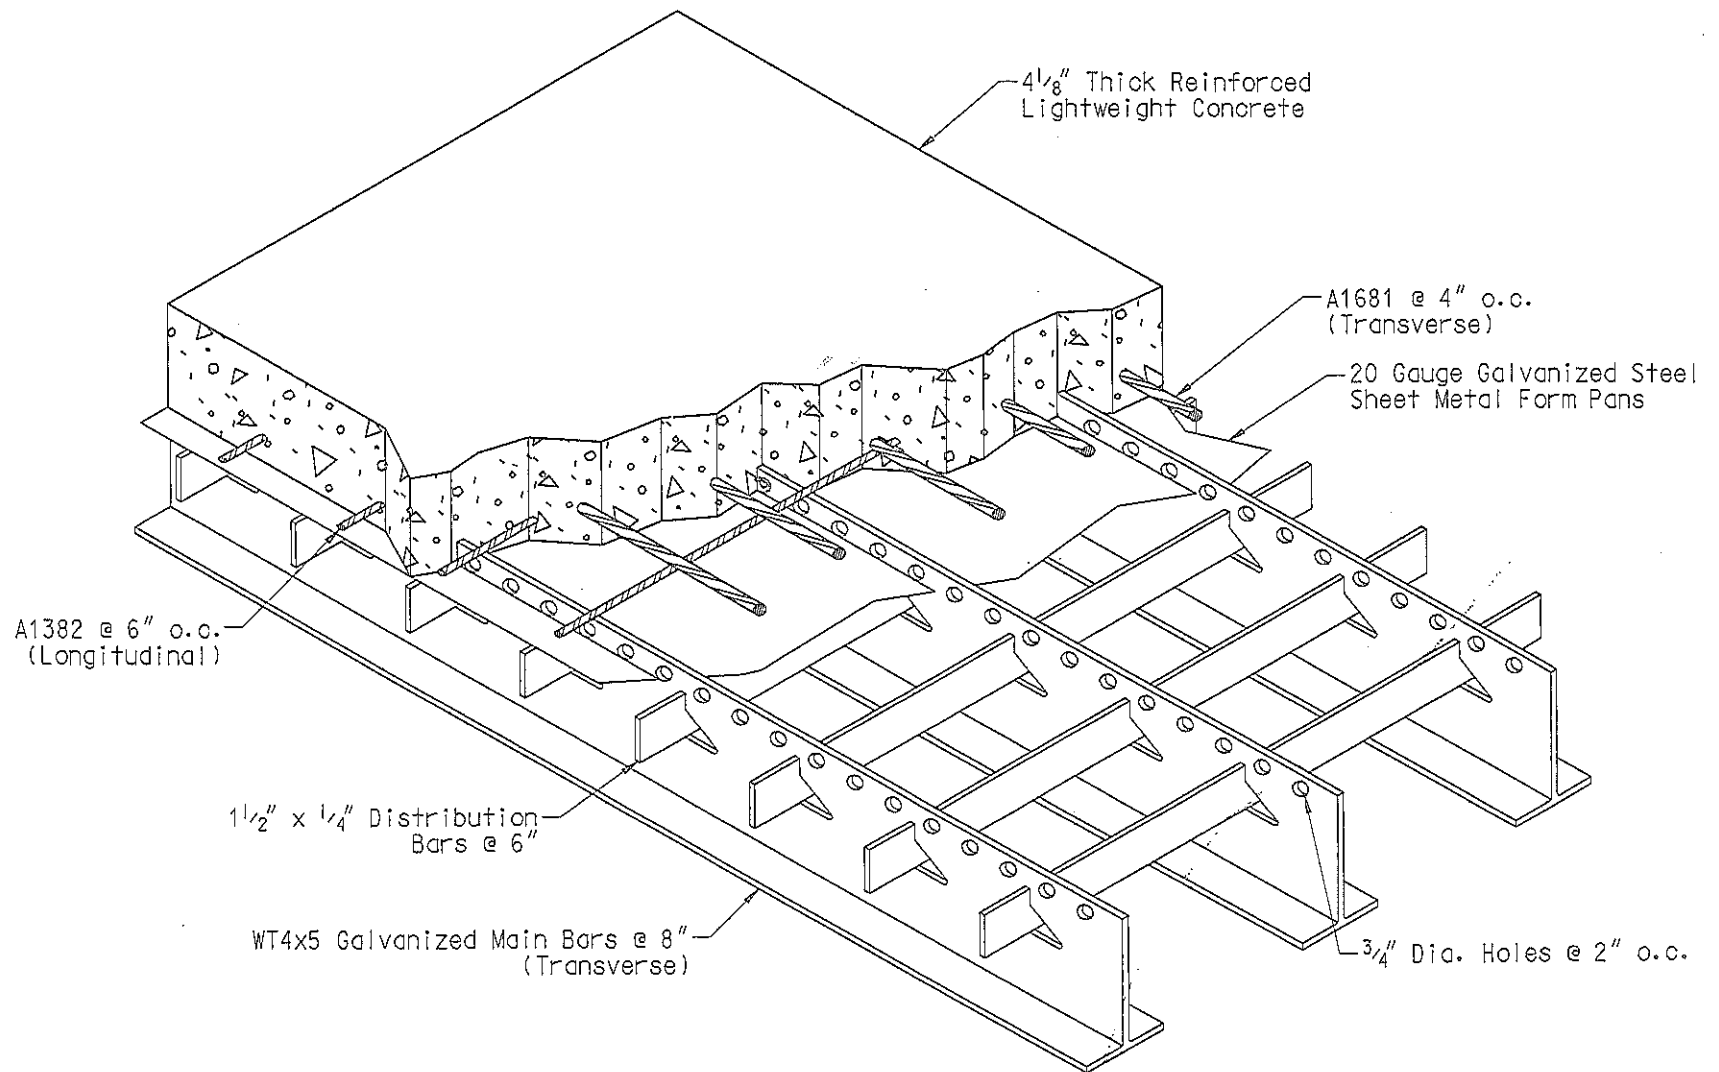 4 1/8" Thick Reinforced
Lightweight Concrete
A1681 @ 4" o.c.
(Transverse)
20 Gauge Galvanized Steel
Sheet Metal Form Pans
A1382 @ 6" o.c.
(Longitudinal)
1 1/2" x 1/4" Distribution
Bars @ 6"
WT4x5 Galvanized Main Bars @ 8"
(Transverse)
3/4" Dia. Holes @ 2" o.c.